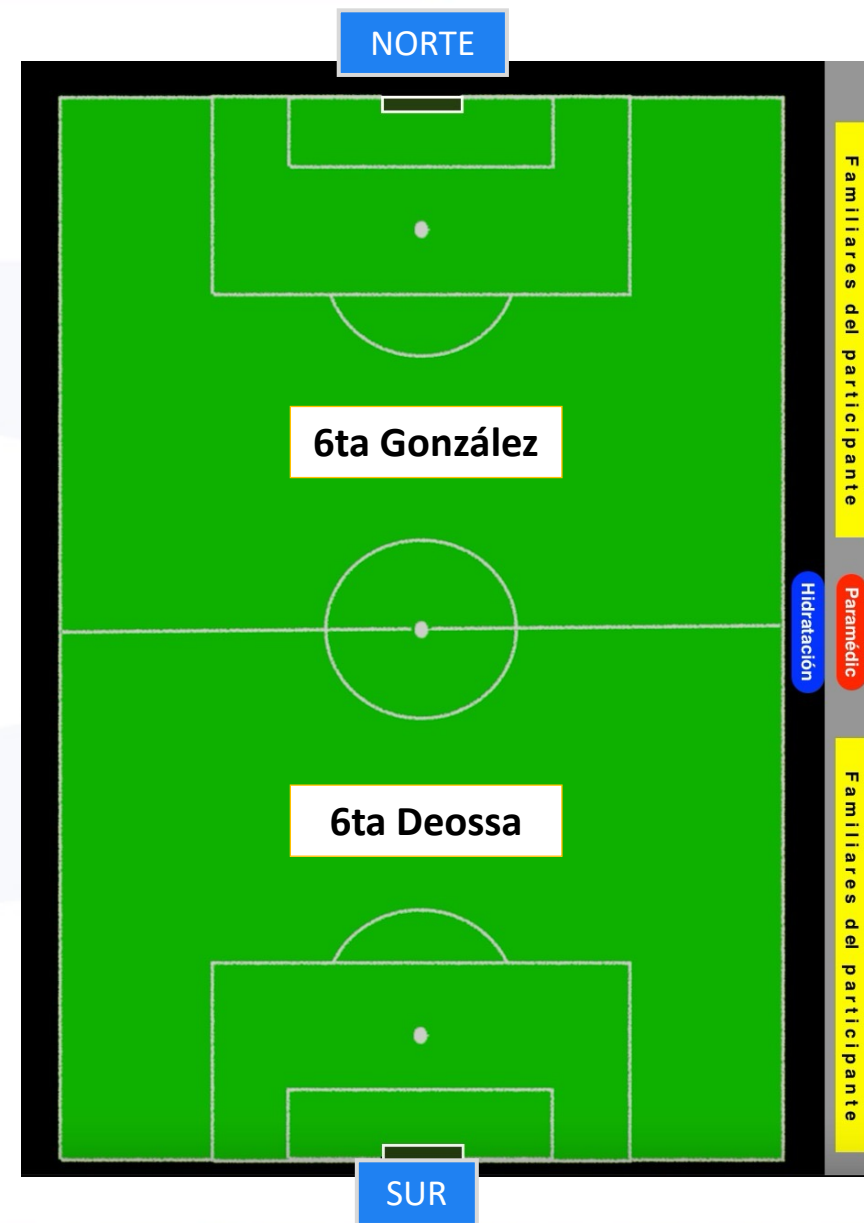 NORTE
Familiares del participante
6ta González
Hidratación
Paramédic
6ta Deossa
Familiares del participante
SUR